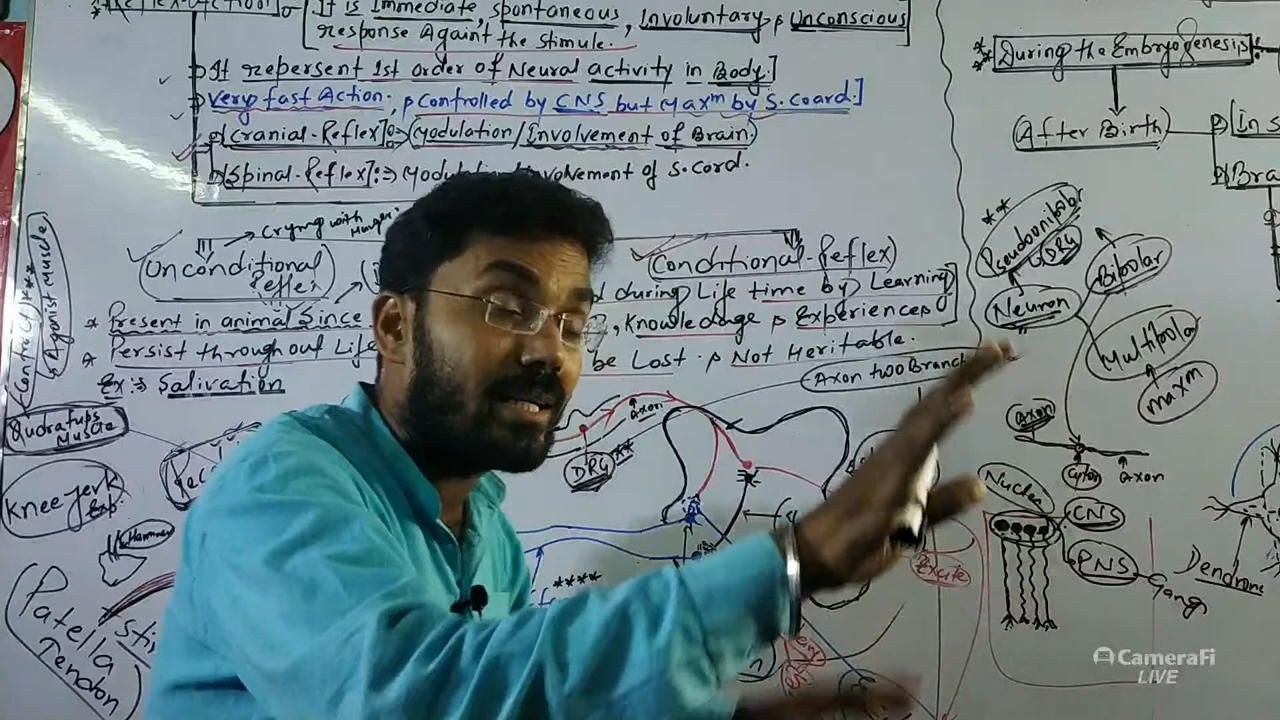 It is Immediate, spontaneous, Involuntary & Unconscious
response Againt the stimule.
It repersent 1st order of Neural activity in Body.]
Very fast Action, & Controlled by CNS but Maxm by S. Coard.]
Cranial-Reflex]:→ (Modulation/Involvement of Brain.)
Spinal-Reflex]:⇒ Modulation Involvement of S. Cord.
Crying with Hunger
Unconditional
Reflex
Conditional-Reflex
* Present in animal Since
during Life time by Learning
* Persist throughout Life
Knowledge & Experiences
Ex:⇒ Salivation
be Lost. & Not Heritable.
Agonist Muscle
Axon two Branch
Quadratups
Muscle
Knee jerk
Hammer
Patella
Tendon
Axon
DRG **
****
Excite
** During the Embryogenesis
(After Birth)
**
Pseudounipolar
DRG
Neuron
Bipolar
Multipolar
Maxm
Axon
Cyton
Axon
Nuclei
CNS
PNS
Gang
Dendrone
CameraFi
LIVE